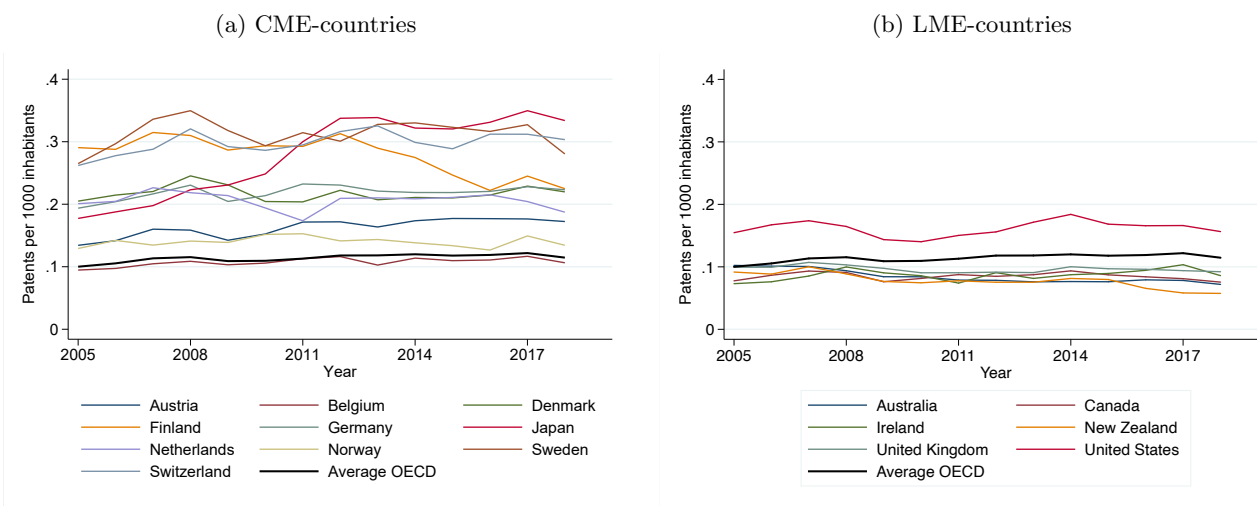 (a) CME-countries
Patents per 1000 inhabitants
.4
.3
.2
.1
0
2005 2008 2011 2014 2017
Year
Austria Belgium Denmark
Finland Germany Japan
Netherlands Norway Sweden
Switzerland Average OECD
(b) LME-countries
Patents per 1000 inhabitants
.4
.3
.2
.1
0
2005 2008 2011 2014 2017
Year
Australia Canada
Ireland New Zealand
United Kingdom United States
Average OECD